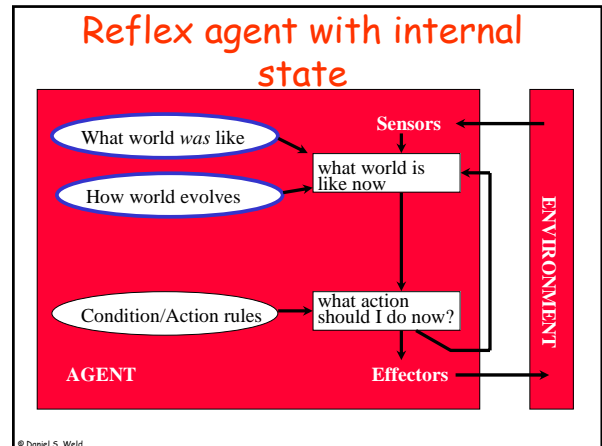 Reflex agent with internal
state
What world was like
Sensors
what world is
like now
How world evolves
ENVIRONMENT
what action
should I do now?
Condition/Action rules
AGENT
Effectors
© Daniel S. Weld